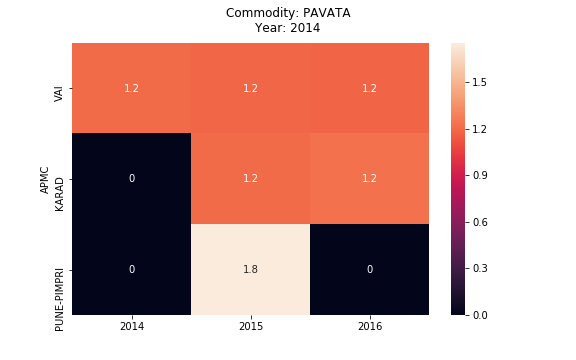 Commodity: PAVATA
Year: 2014
APMC
VAI
KARAD
PUNE-PIMPRI
1.2 1.2 1.2
0 1.2 1.2
0 1.8 0
2014 2015 2016
1.5
1.2
0.9
0.6
0.3
0.0